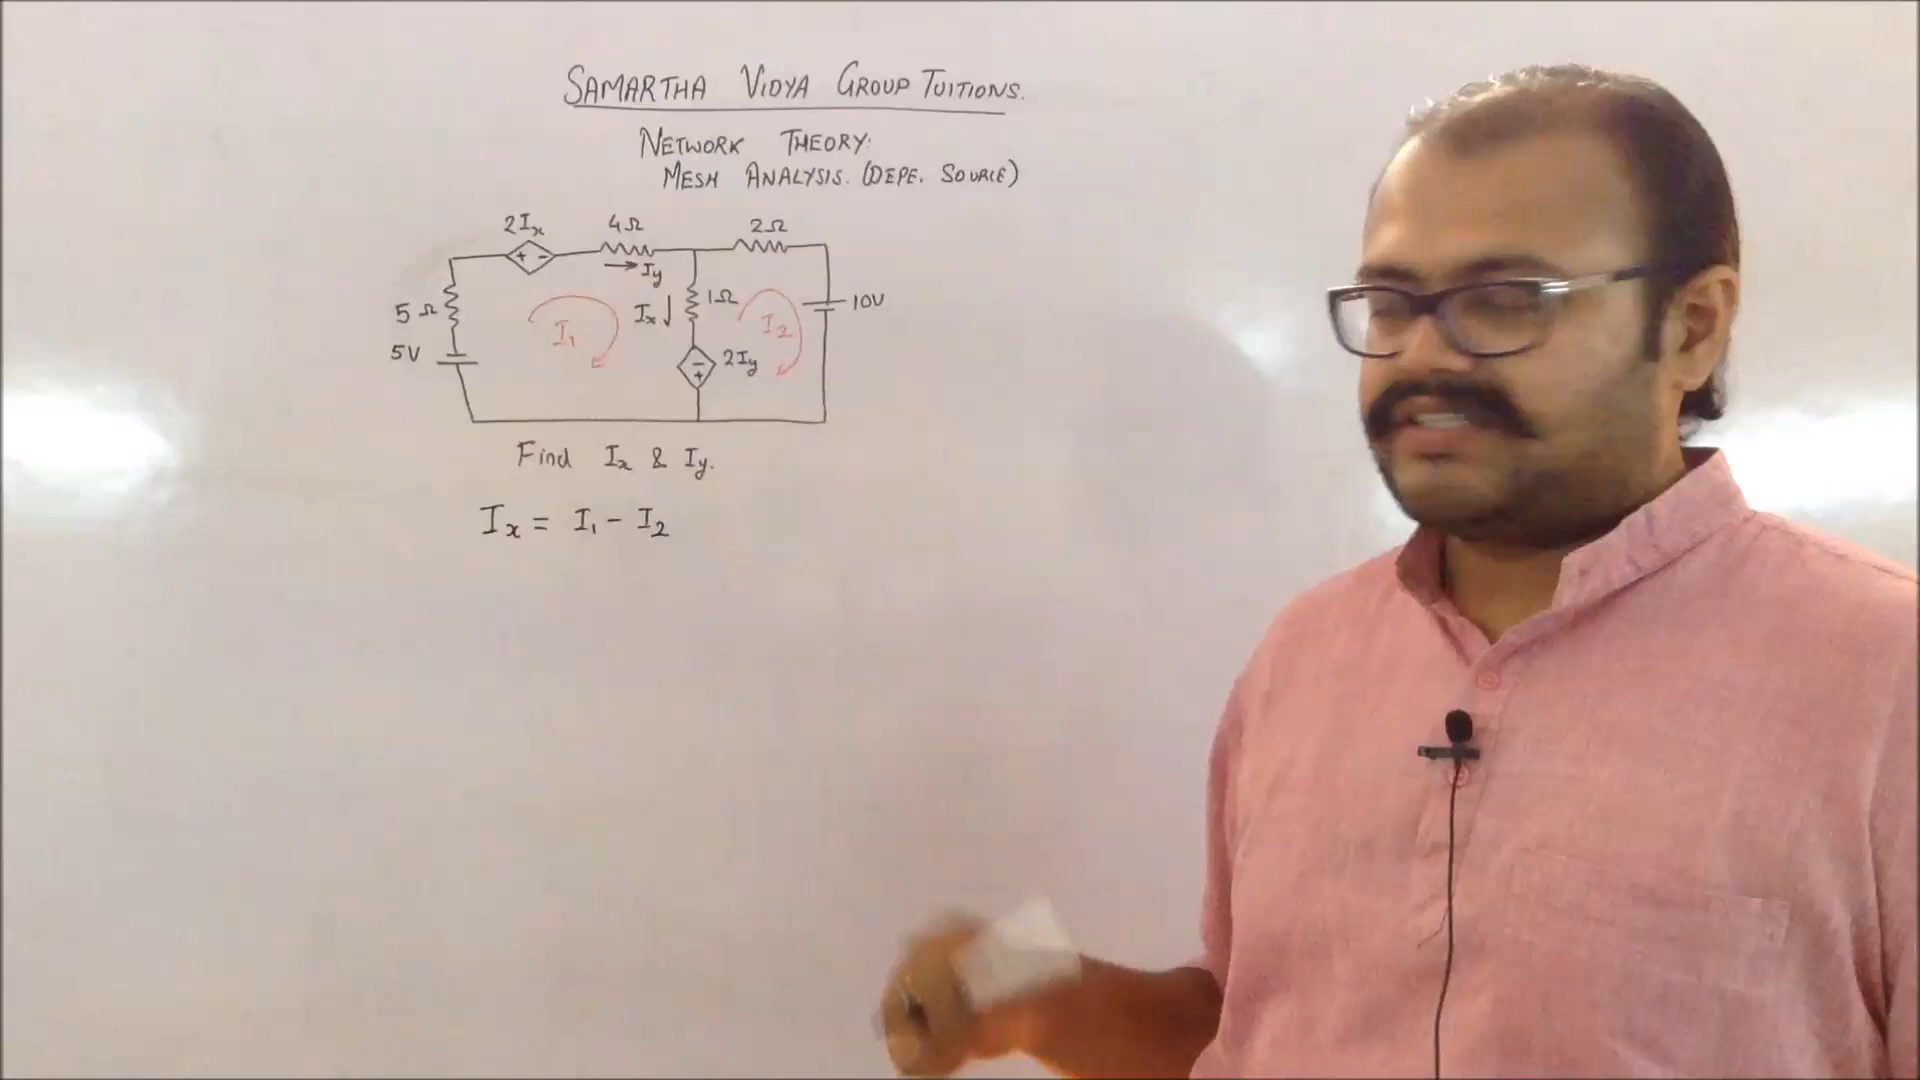 SAMARTHA VIDYA GROUP TUITIONS.
NETWORK THEORY:
MESH ANALYSIS. (DEPE. SOURCE)
2Ix 4Ω 2Ω
+ - Iy
5Ω Ix 1Ω 10V
I1 I2
5V - 2Iy
+
Find Ix & Iy.
Ix = I1 - I2